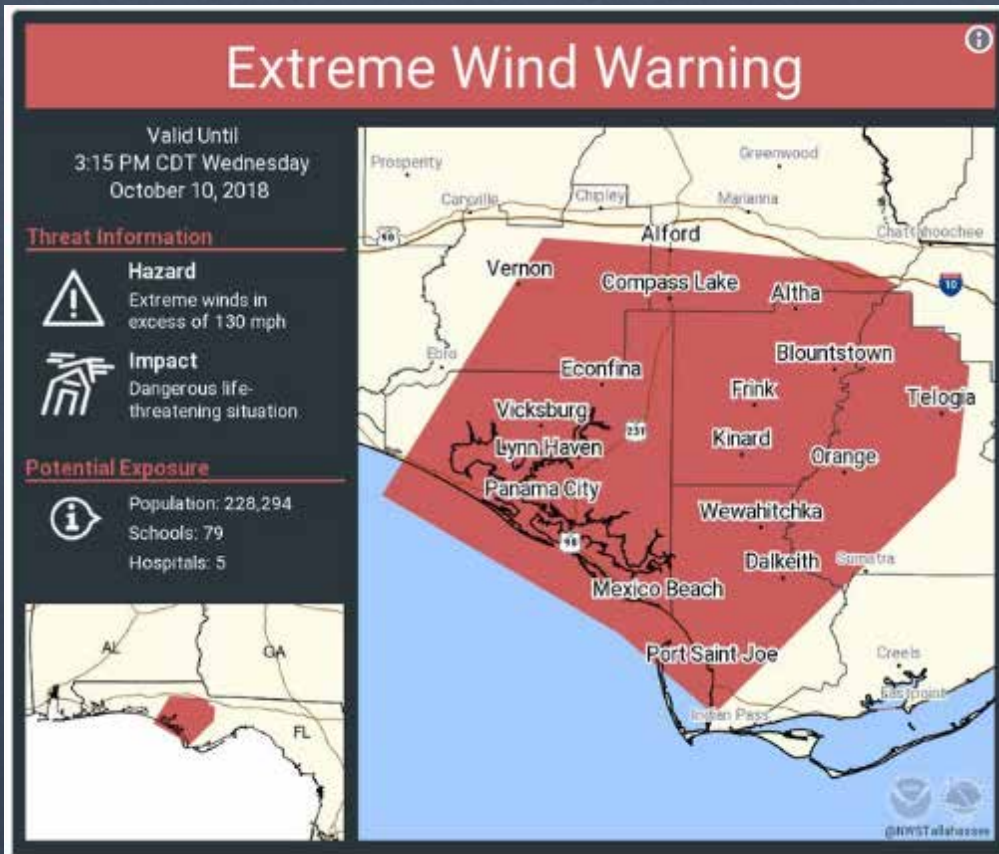 Extreme Wind Warning
Valid Until
3:15 PM CDT Wednesday
October 10, 2018
Threat Information
Hazard
Extreme winds in
excess of 130 mph
Impact
Dangerous life-
threatening situation
Potential Exposure
Population: 228,294
Schools: 79
Hospitals: 5
AL
GA
FL
Prosperity
Greenwood
Caryville
Chipley
Marianna
Chattahoochee
90
Alford
Vernon
Compass Lake
Altha
10
Ebro
Econfina
Blountstown
Frink
Telogia
Vicksburg
231
Lynn Haven
Kinard
Orange
Panama City
Wewahitchka
98
Dalkeith
Sumatra
Mexico Beach
Port Saint Joe
Creels
Eastpoint
Indian Pass
@NWSTallahassee